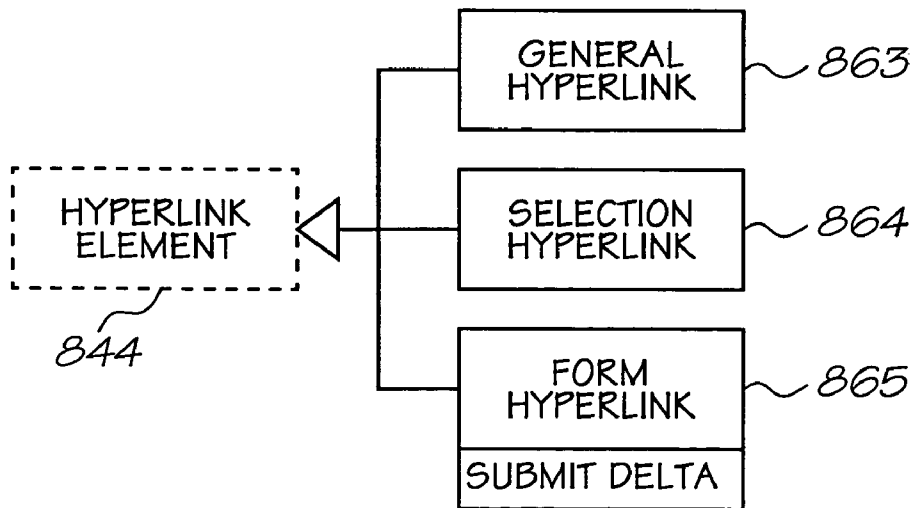 GENERAL
HYPERLINK
863
HYPERLINK
ELEMENT
844
SELECTION
HYPERLINK
864
FORM
HYPERLINK
865
SUBMIT DELTA